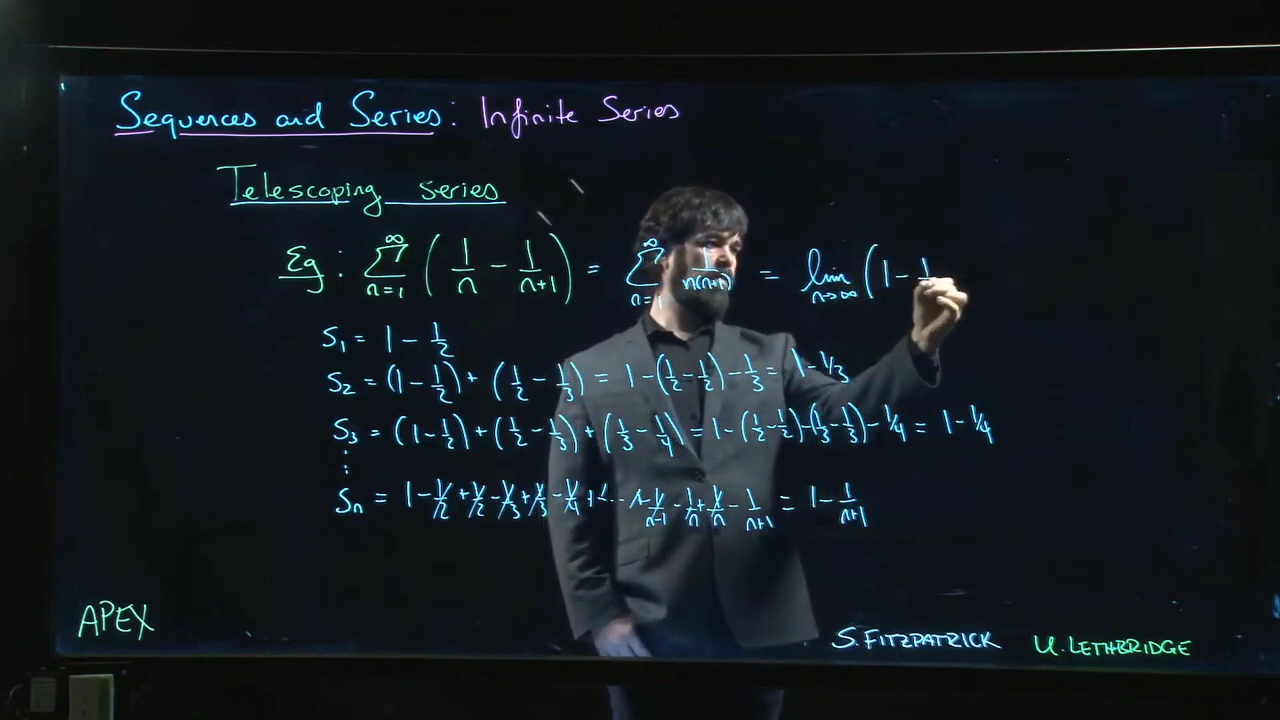 Sequences and Series: Infinite Series
Telescoping series
Eg: ∑_{n=1}^{∞} (1/n − 1/(n+1)) = ∑_{n=1}^{∞} 1/(n(n+1)) = lim_{n→∞} (1 − 1/
S₁ = 1 − 1/2
S₂ = (1 − 1/2) + (1/2 − 1/3) = 1 − (1/2 − 1/2) − 1/3 = 1 − 1/3
S₃ = (1 − 1/2) + (1/2 − 1/3) + (1/3 − 1/4) = 1 − (1/2 − 1/2) − (1/3 − 1/3) − 1/4 = 1 − 1/4
⋮
Sₙ = 1 − 1/2 + 1/2 − 1/3 + 1/3 − 1/4 + ⋯ + 1/(n−1) − 1/n + 1/n − 1/(n+1) = 1 − 1/(n+1)
APEX
S. FITZPATRICK U. LETHBRIDGE